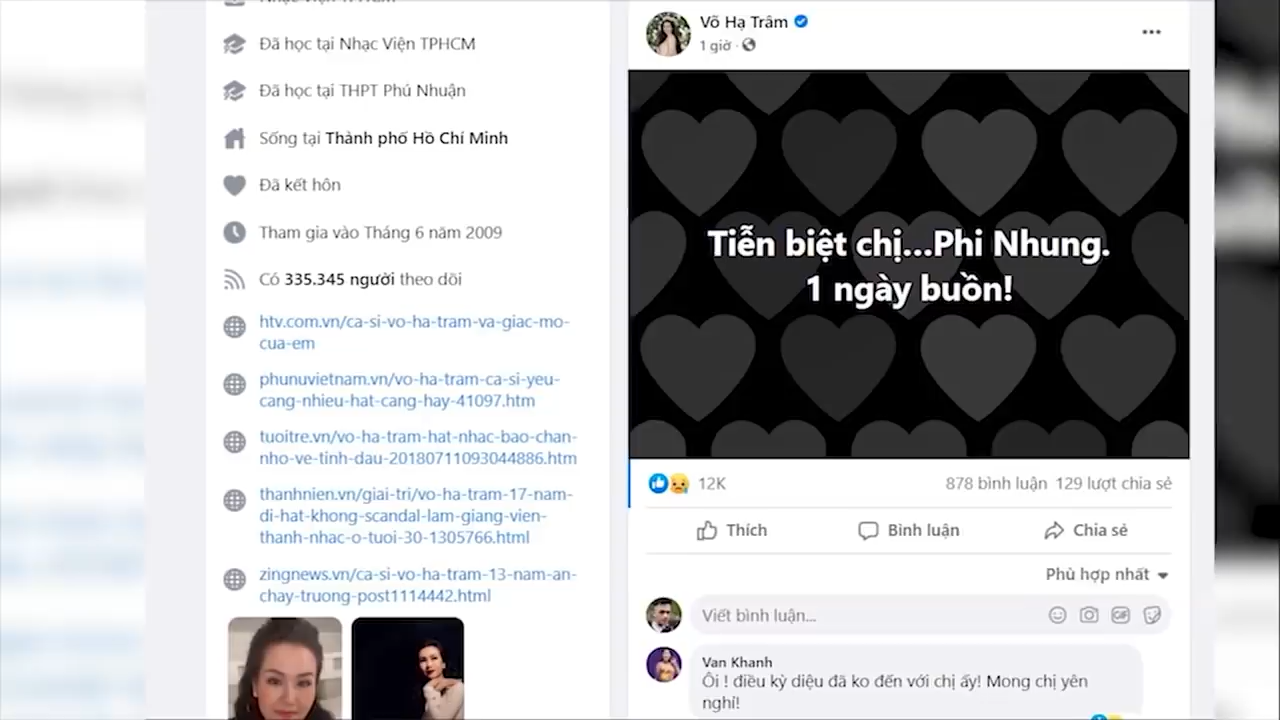 Đã học tại Nhạc Viện TPHCM
Đã học tại THPT Phú Nhuận
Sống tại Thành phố Hồ Chí Minh
Đã kết hôn
Tham gia vào Tháng 6 năm 2009
Có 335.345 người theo dõi
htv.com.vn/ca-si-vo-ha-tram-va-giac-mo-
cua-em
phunuvietnam.vn/vo-ha-tram-ca-si-yeu-
cang-nhieu-hat-cang-hay-41097.htm
tuoitre.vn/vo-ha-tram-hat-nhac-bao-chan-
nho-ve-tinh-dau-20180711093044886.htm
thanhnien.vn/giai-tri/vo-ha-tram-17-nam-
di-hat-khong-scandal-lam-giang-vien-
thanh-nhac-o-tuoi-30-1305766.html
zingnews.vn/ca-si-vo-ha-tram-13-nam-an-
chay-truong-post1114442.html
Võ Hạ Trâm
1 giờ ·
Tiễn biệt chị...Phi Nhung.
1 ngày buồn!
12K
878 bình luận 129 lượt chia sẻ
Thích
Bình luận
Chia sẻ
Phù hợp nhất
Viết bình luận...
GIF
Van Khanh
Ôi ! điều kỳ diệu đã ko đến với chị ấy! Mong chị yên
nghỉ!